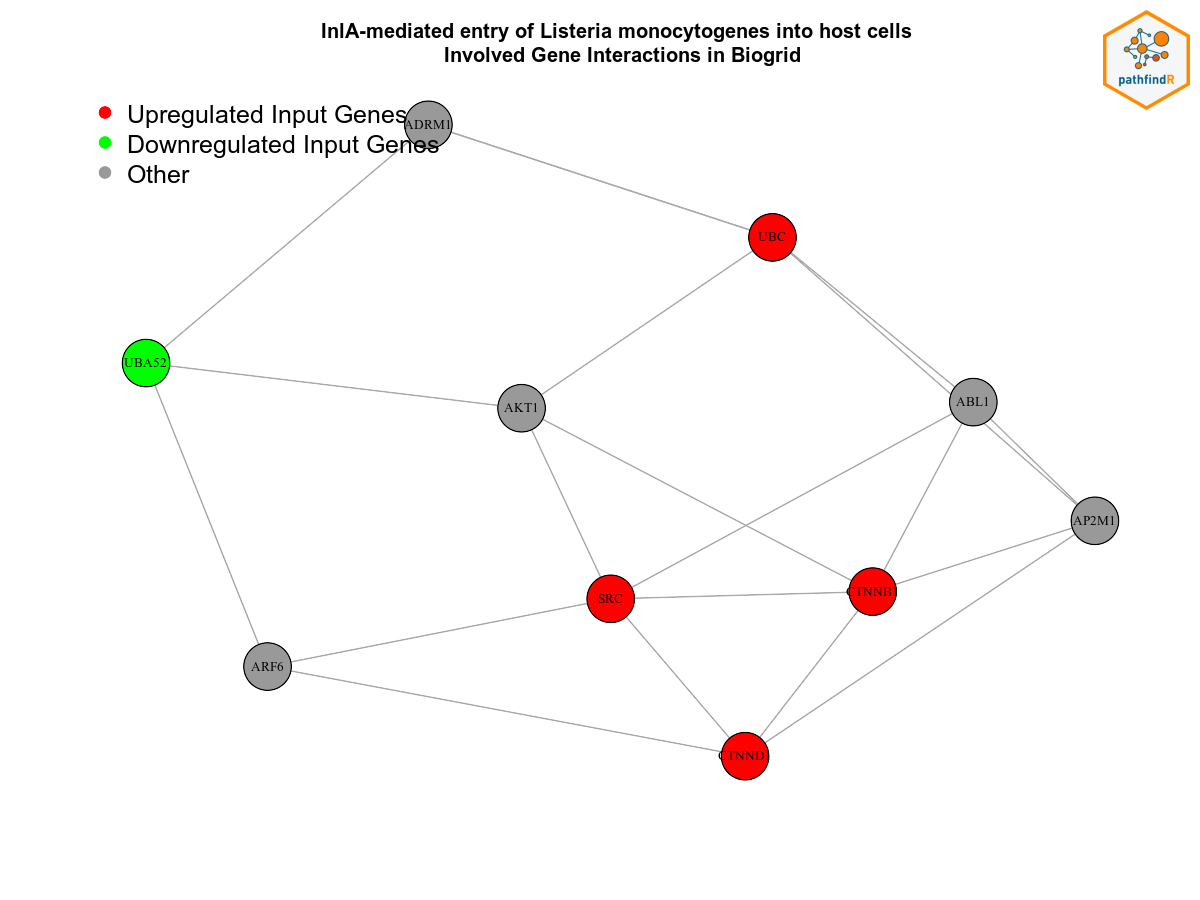 InlA-mediated entry of Listeria monocytogenes into host cells
Involved Gene Interactions in Biogrid
pathfindR
Upregulated Input Genes
Downregulated Input Genes
Other
ADRM1
UBC
UBA52
AKT1
ABL1
AP2M1
SRC
CTNNB1
ARF6
CTNND1